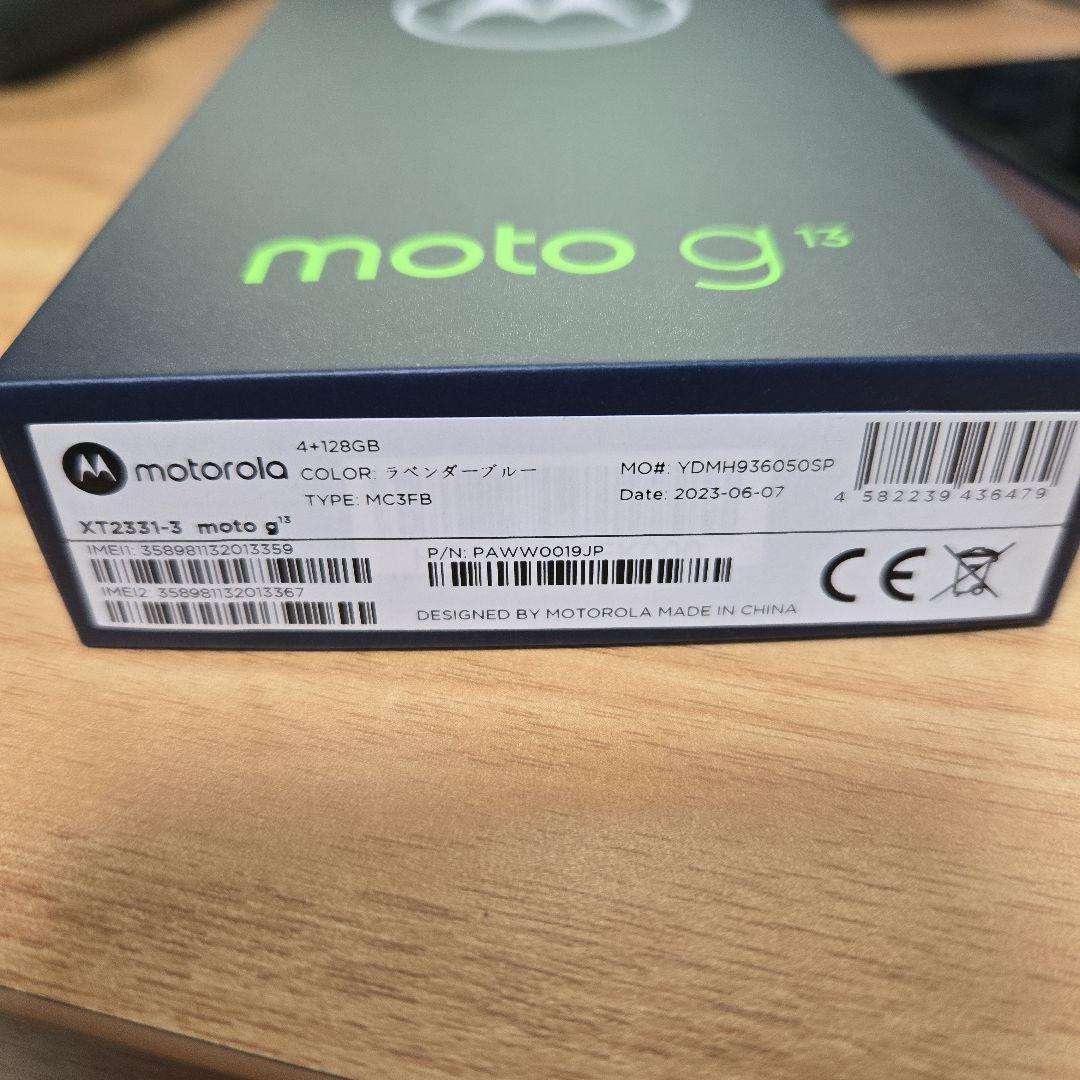 moto g 13
4+128GB
motorola
COLOR: ラベンダーブルー
TYPE: MC3FB
MO#: YDMH936050SP
Date: 2023-06-07
4 582239 436479
XT2331-3 moto g13
IMEI1: 358981132013359
IMEI2: 358981132013367
P/N: PAWW0019JP
DESIGNED BY MOTOROLA MADE IN CHINA
CE